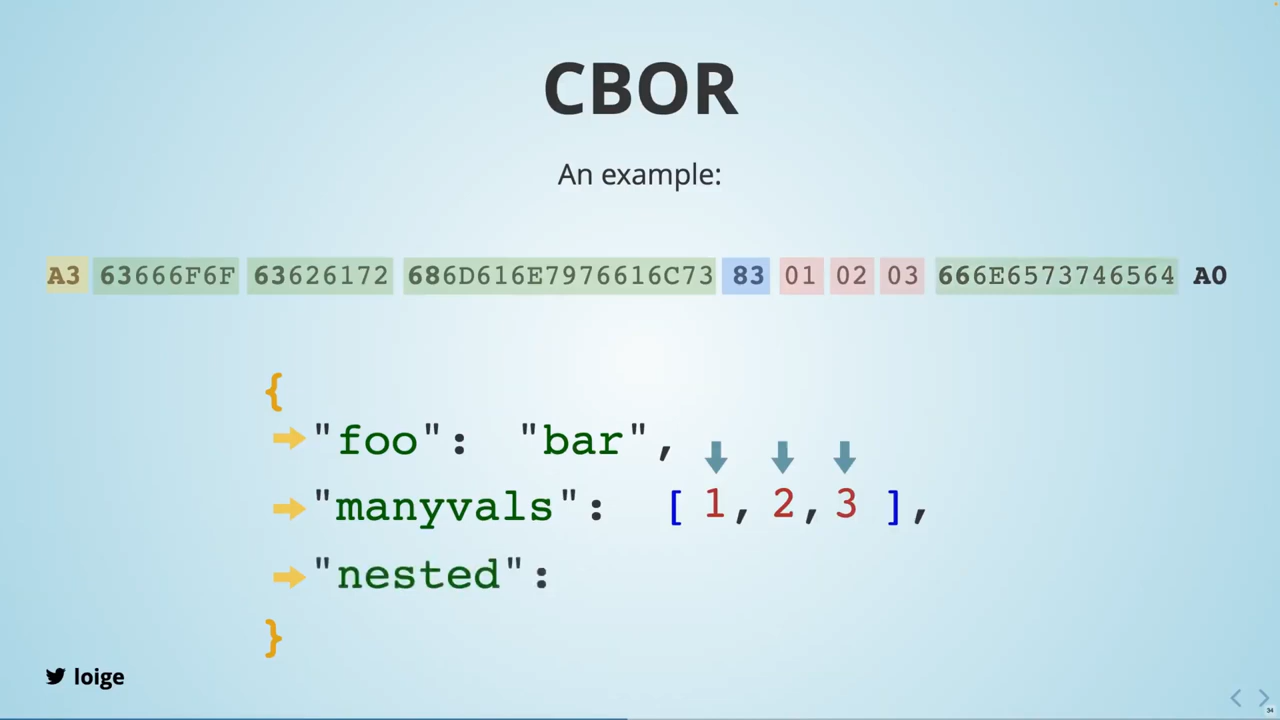 CBOR
An example:
A3 63666F6F 63626172 686D616E7976616C73 83 01 02 03 666E6573746564 A0
{
"foo": "bar",
"manyvals": [ 1, 2, 3 ],
"nested":
}
loige
34